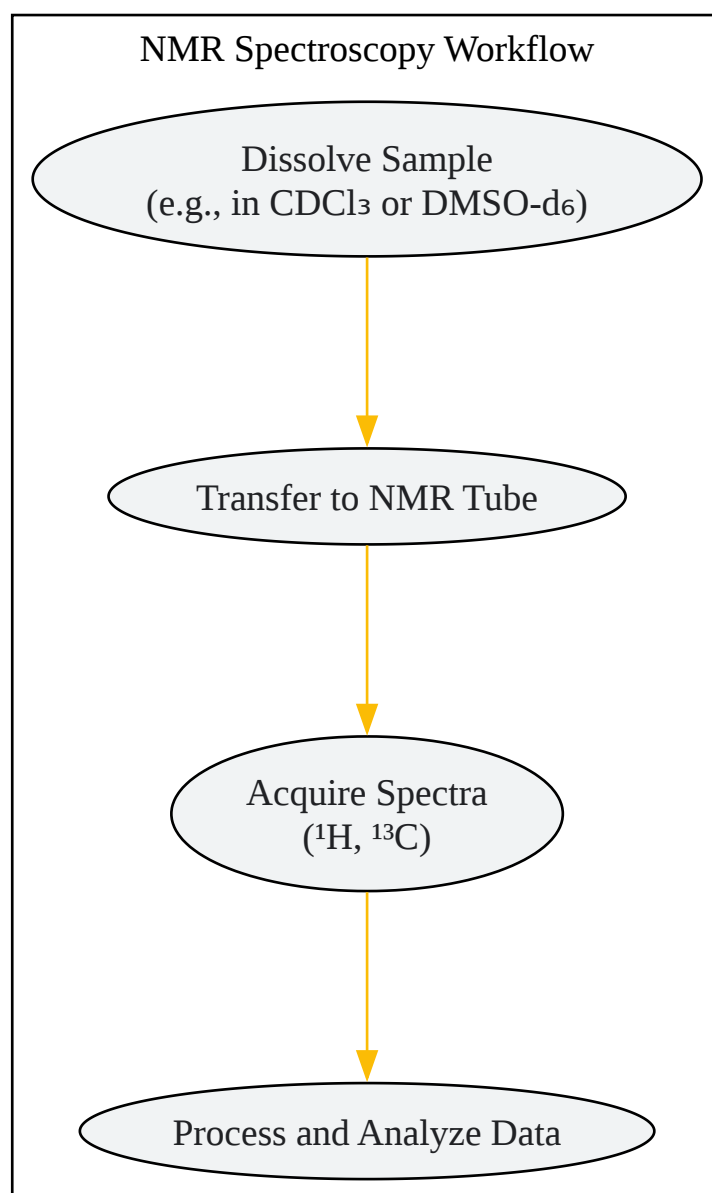 NMR Spectroscopy Workflow
Dissolve Sample
(e.g., in CDCl₃ or DMSO-d₆)
Transfer to NMR Tube
Acquire Spectra
(¹H, ¹³C)
Process and Analyze Data